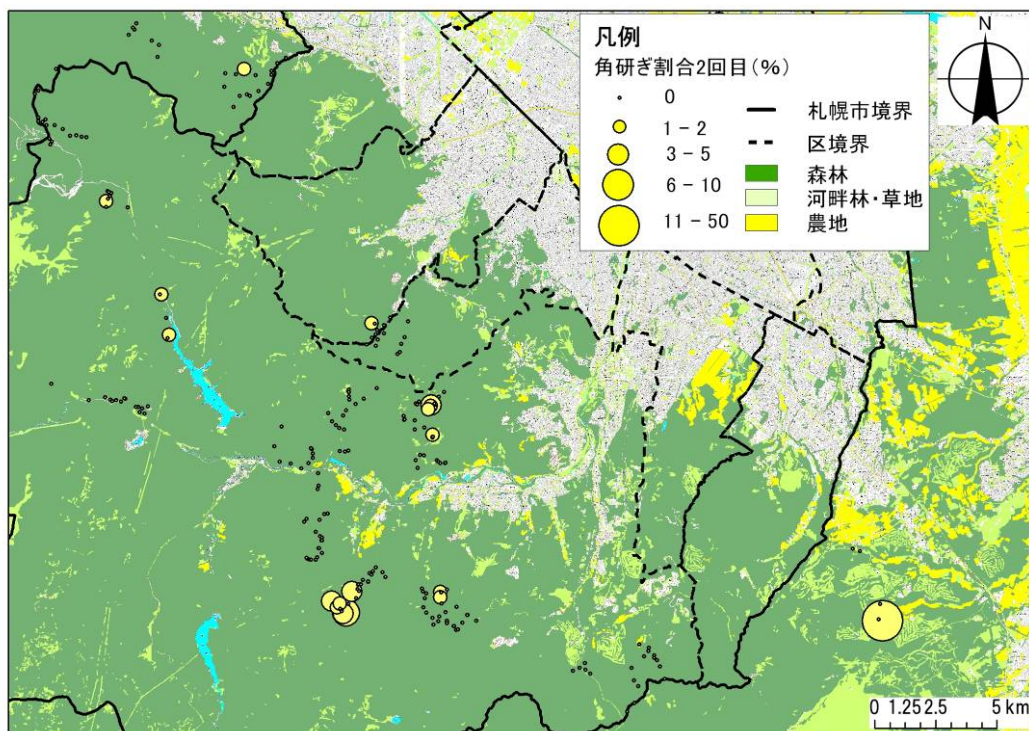 凡例
角研ぎ割合2回目(%)
0
1 - 2
3 - 5
6 - 10
11 - 50
札幌市境界
区境界
森林
河畔林・草地
農地
N
0 1.25 2.5 5 km